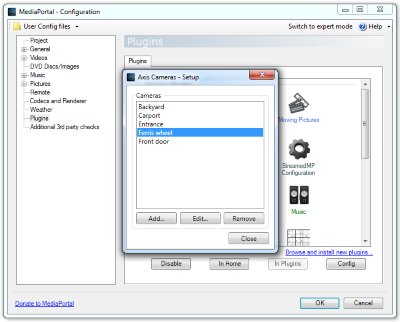 MediaPortal - Configuration
User Config files
Switch to expert mode
Help
Project
General
Videos
DVD Discs/Images
Music
Pictures
Remote
Codecs and Renderer
Weather
Plugins
Additional 3rd party checks
Plugins
Plugins
Axis Cameras - Setup
Cameras
Backyard
Carport
Entrance
Ferris wheel
Front door
Add...
Edit...
Remove
Close
Moving Pictures
StreamedMP
Configuration
Music
Browse and install new plugins...
Disable
In Home
In Plugins
Config
Donate to MediaPortal
OK
Cancel